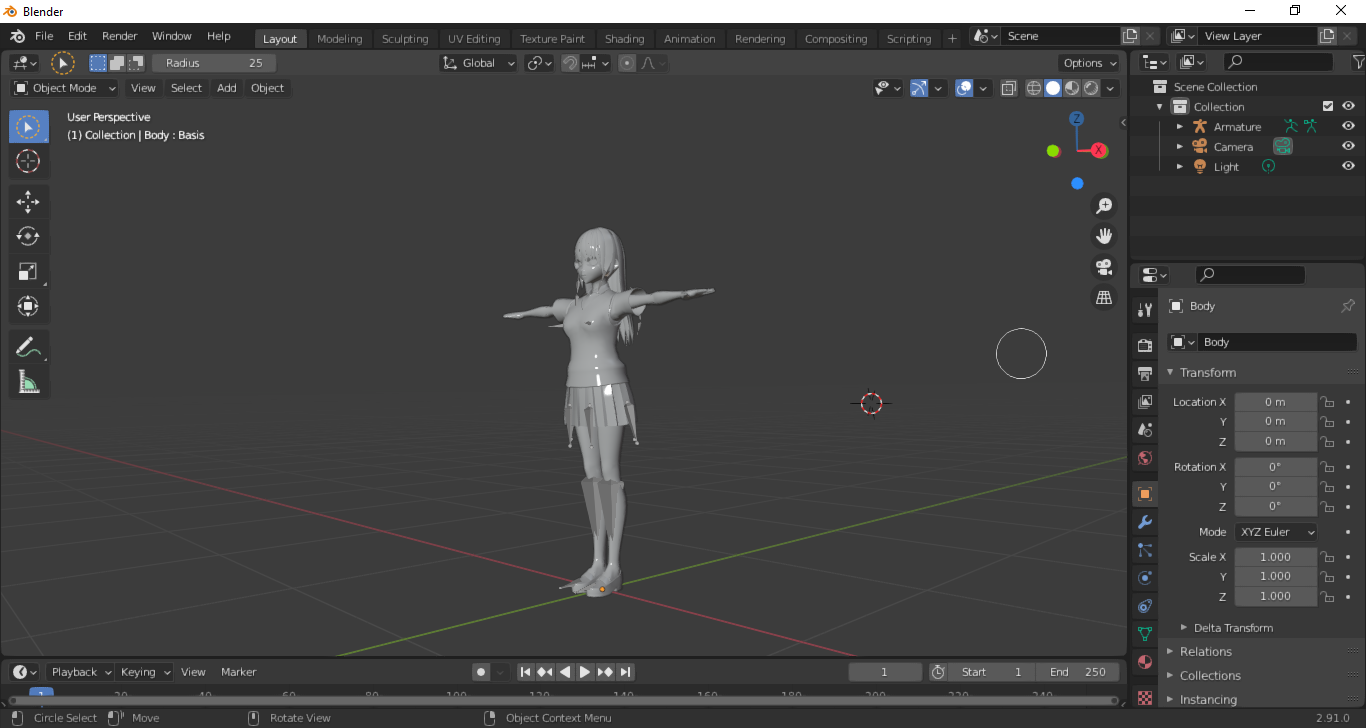 Blender
File Edit Render Window Help Layout Modeling Sculpting UV Editing Texture Paint Shading Animation Rendering Compositing Scripting + Scene View Layer
Radius 25 Global Options
Object Mode View Select Add Object
User Perspective
(1) Collection | Body : Basis
Z
X
Scene Collection
Collection
Armature
Camera
Light
Body
Body
Transform
Location X 0 m
Y 0 m
Z 0 m
Rotation X 0°
Y 0°
Z 0°
Mode XYZ Euler
Scale X 1.000
Y 1.000
Z 1.000
Delta Transform
Relations
Collections
Instancing
Playback Keying View Marker 1 Start 1 End 250
1 20 40 60 80 100 120 140 160 180 200 220 240
Circle Select Move Rotate View Object Context Menu 2.91.0